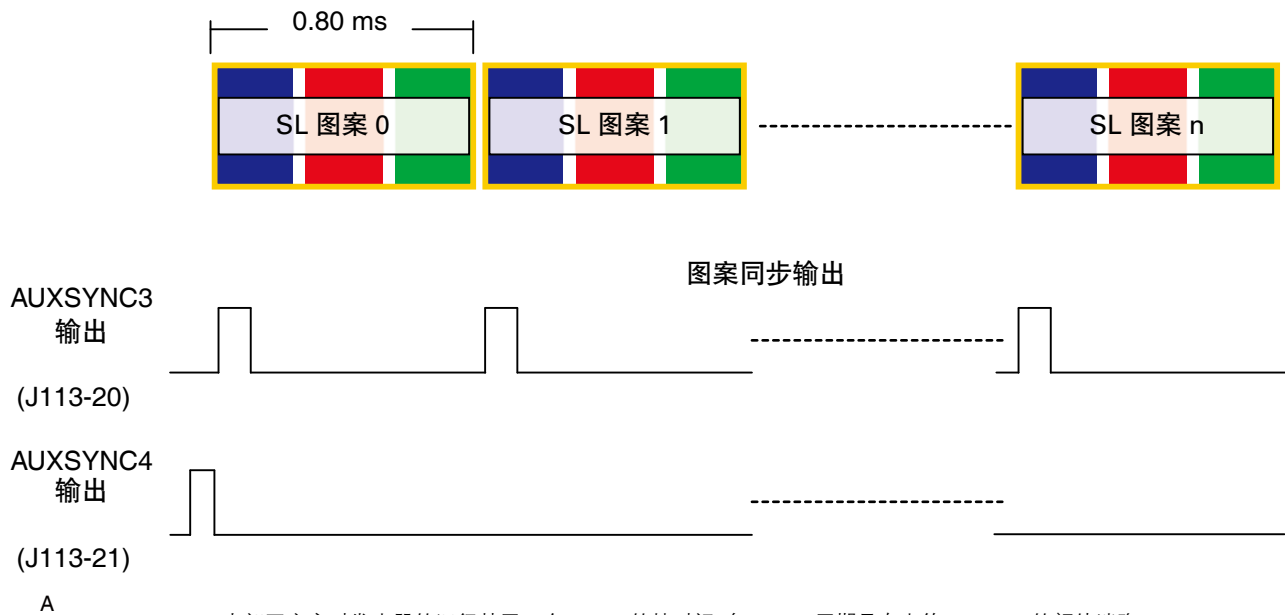 0.80 ms
SL 图案 0
SL 图案 1
SL 图案 n
图案同步输出
AUXSYNC3
输出
(J113-20)
AUXSYNC4
输出
(J113-21)
A